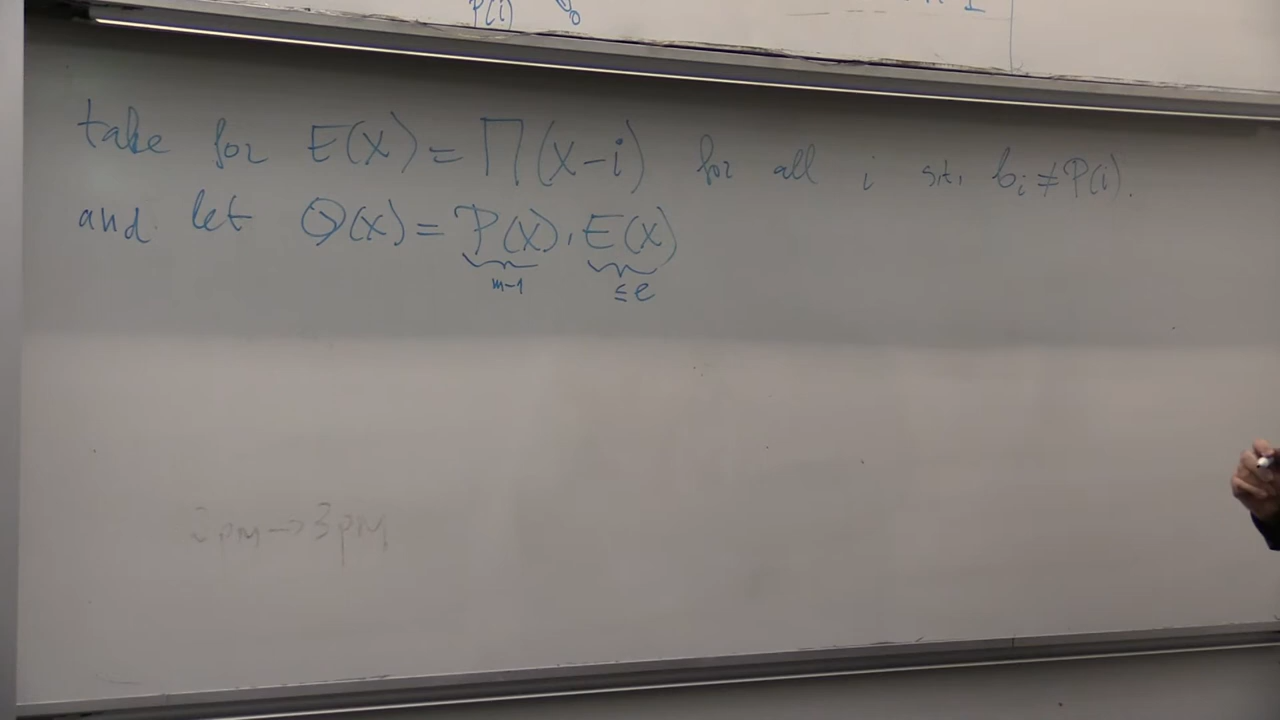 P(i)
take for E(X) = ∏(X-i) for all i s.t. bᵢ ≠ P(i).
and let Q(X) = P(X) . E(X)
m-1 ≤ e
2pm → 3pm